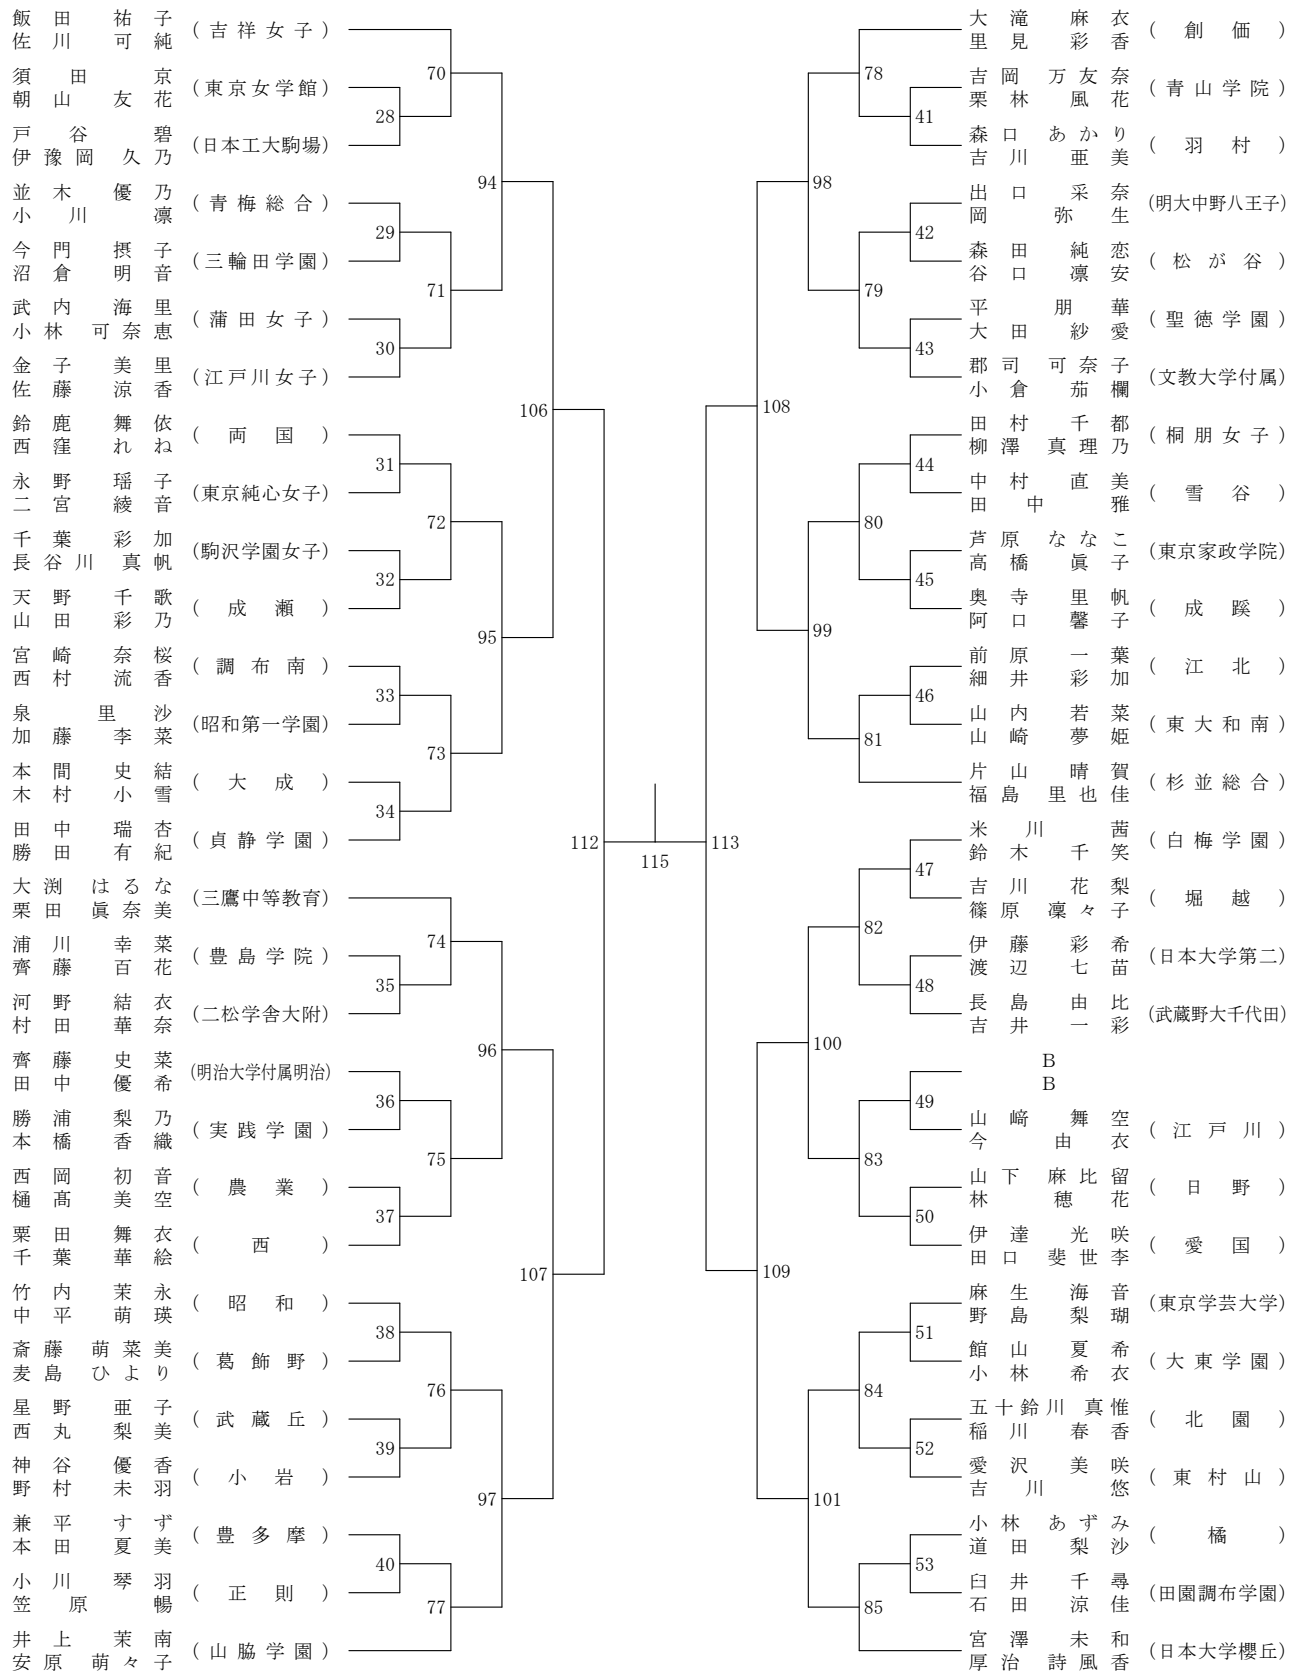 飯田 祐子
佐川 可純
(吉祥女子)
70
須田 京
朝山 友花
(東京女学館)
28
戸谷 碧
伊豫岡 久乃
(日本工大駒場)
94
並木 優乃
小川 凛
(青梅総合)
29
今門 摂子
沼倉 明音
(三輪田学園)
71
武内 海里
小林 可奈恵
(蒲田女子)
30
金子 美里
佐藤 涼香
(江戸川女子)
106
鈴鹿 舞依
西窪 れね
(両国)
31
永野 瑶子
二宮 綾音
(東京純心女子)
72
千葉 彩加
長谷川 真帆
(駒沢学園女子)
32
天野 千歌
山田 彩乃
(成瀬)
95
宮崎 奈桜
西村 流香
(調布南)
33
泉 里沙
加藤 李菜
(昭和第一学園)
73
本間 史結
木村 小雪
(大成)
34
田中 瑞杏
勝田 有紀
(貞静学園)
112
115
113
大渕 はるな
栗田 眞奈美
(三鷹中等教育)
74
浦川 幸菜
齊藤 百花
(豊島学院)
35
河野 結衣
村田 華奈
(二松学舎大附)
96
齊藤 史菜
田中 優希
(明治大学付属明治)
36
勝浦 梨乃
本橋 香織
(実践学園)
75
西岡 初音
樋髙 美空
(農業)
37
栗田 舞衣
千葉 華絵
(西)
107
竹内 茉永
中平 萌瑛
(昭和)
38
斎藤 萌菜美
麦島 ひより
(葛飾野)
76
星野 亜子
西丸 梨美
(武蔵丘)
39
神谷 優香
野村 未羽
(小岩)
97
兼平 すず
本田 夏美
(豊多摩)
40
小川 琴羽
笠原 暢
(正則)
77
井上 茉南
安原 萌々子
(山脇学園)
大滝 麻衣
里見 彩香
(創価)
78
吉岡 万友奈
栗林 風花
(青山学院)
41
森口 あかり
吉川 亜美
(羽村)
98
出口 采奈
岡 弥生
(明大中野八王子)
42
森田 純恋
谷口 凛安
(松が谷)
79
平 朋華
大田 紗愛
(聖徳学園)
43
郡司 可奈子
小倉 茄欄
(文教大学付属)
108
田村 千都
柳澤 真理乃
(桐朋女子)
44
中村 直美
田中 雅
(雪谷)
80
芦原 ななこ
高橋 眞子
(東京家政学院)
45
奥寺 里帆
阿口 馨子
(成蹊)
99
前原 一葉
細井 彩加
(江北)
46
山内 若菜
山崎 夢姫
(東大和南)
81
片山 晴賀
福島 里也佳
(杉並総合)
米川 茜
鈴木 千笑
(白梅学園)
47
吉川 花梨
篠原 凜々子
(堀越)
82
伊藤 彩希
渡辺 七苗
(日本大学第二)
48
長島 由比
吉井 一彩
(武蔵野大千代田)
100
B
B
49
山﨑 舞空
今 由衣
(江戸川)
83
山下 麻比留
林 穂花
(日野)
50
伊達 光咲
田口 斐世李
(愛国)
109
麻生 海音
野島 梨瑚
(東京学芸大学)
51
館山 夏希
小林 希衣
(大東学園)
84
五十鈴川 真惟
稲川 春香
(北園)
52
愛沢 美咲
吉川 悠
(東村山)
101
小林 あずみ
道田 梨沙
(橘)
53
臼井 千尋
石田 涼佳
(田園調布学園)
85
宮澤 未和
厚治 詩風香
(日本大学櫻丘)